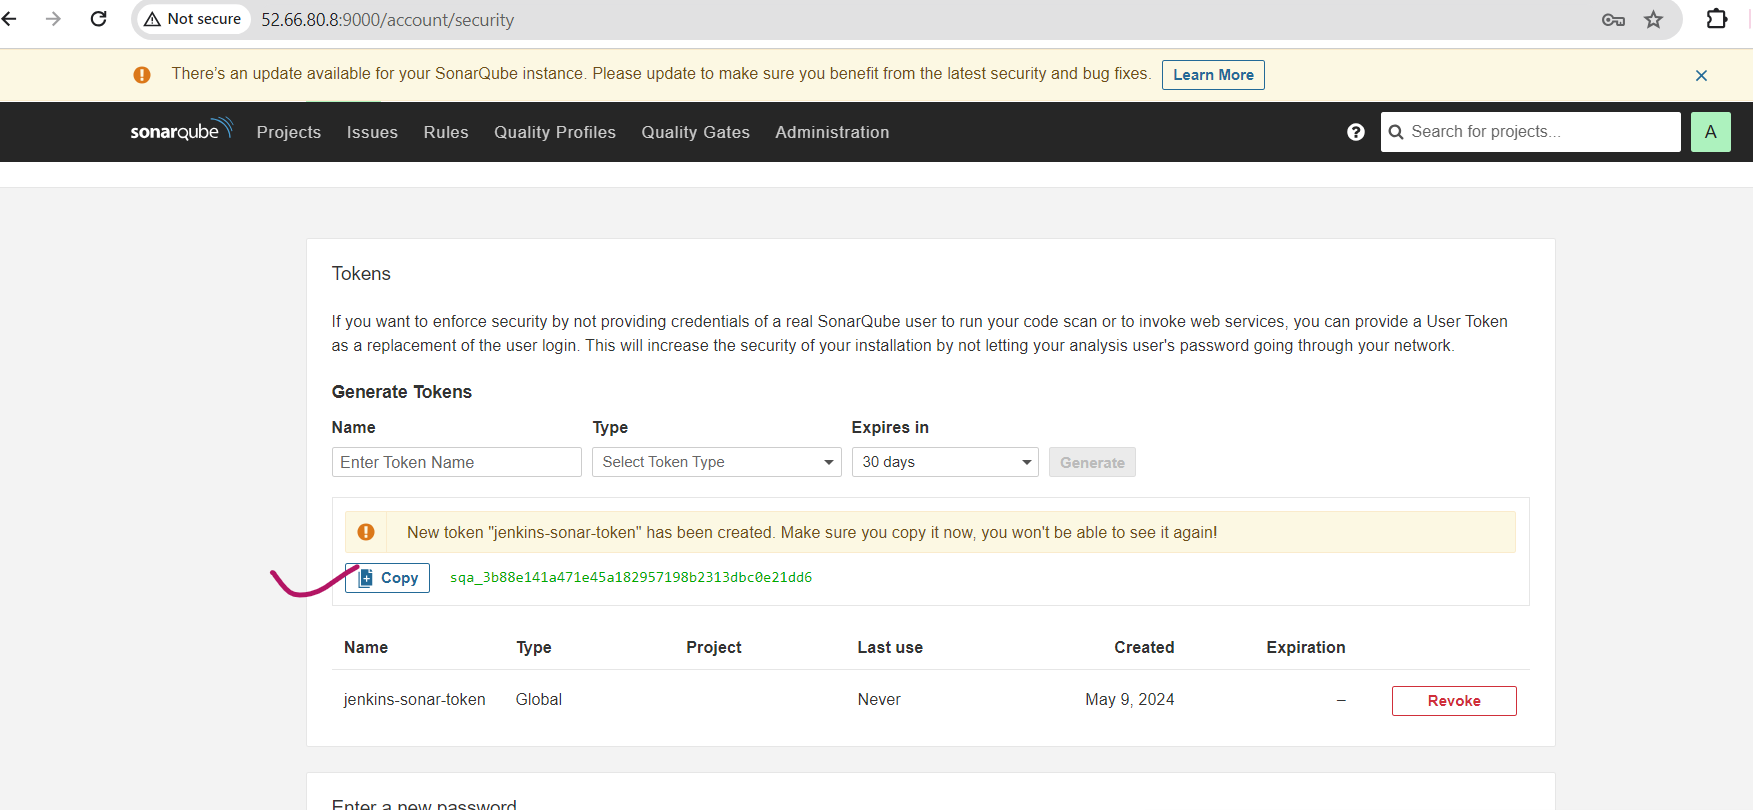 Not secure 52.66.80.8:9000/account/security
There's an update available for your SonarQube instance. Please update to make sure you benefit from the latest security and bug fixes. Learn More
sonarqube Projects Issues Rules Quality Profiles Quality Gates Administration ? Search for projects... A
Tokens
If you want to enforce security by not providing credentials of a real SonarQube user to run your code scan or to invoke web services, you can provide a User Token
as a replacement of the user login. This will increase the security of your installation by not letting your analysis user's password going through your network.
Generate Tokens
Name Type Expires in
Enter Token Name Select Token Type 30 days Generate
New token "jenkins-sonar-token" has been created. Make sure you copy it now, you won't be able to see it again!
Copy sqa_3b88e141a471e45a182957198b2313dbc0e21dd6
Name Type Project Last use Created Expiration
jenkins-sonar-token Global Never May 9, 2024 – Revoke
Enter a new password